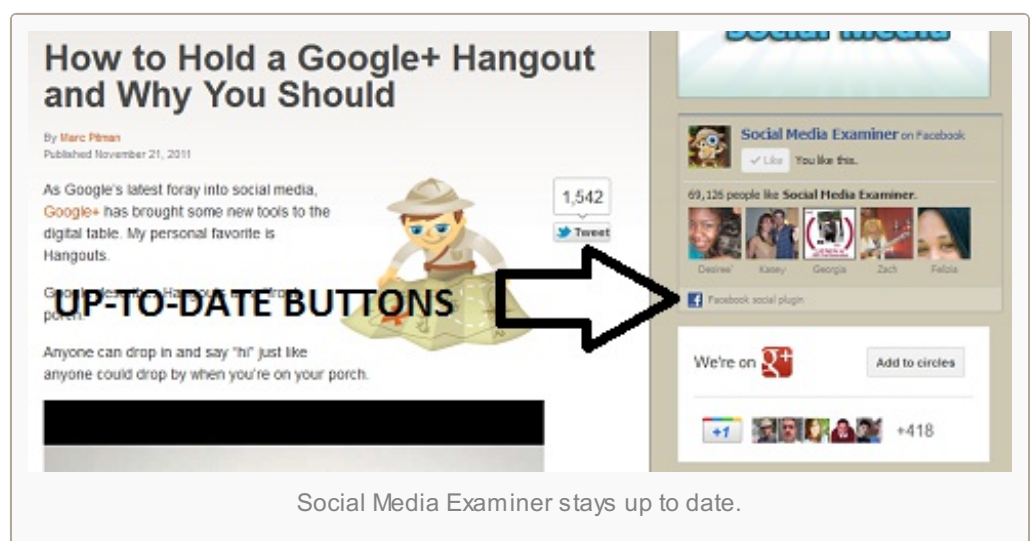 How to Hold a Google+ Hangout
and Why You Should
By Marc Pitman
Published November 21, 2011
As Google's latest foray into social media,
Google+ has brought some new tools to the
digital table. My personal favorite is
Hangouts.
UP-TO-DATE BUTTONS
porch.
Anyone can drop in and say "hi" just like
anyone could drop by when you're on your porch.
1,542
Tweet
Social Media
Social Media Examiner on Facebook
Like You like this.
69,126 people like Social Media Examiner.
Desiree' Kasey Georgia Zach Felizia
Facebook social plugin
We're on g+ Add to circles
+1 +418
Social Media Examiner stays up to date.